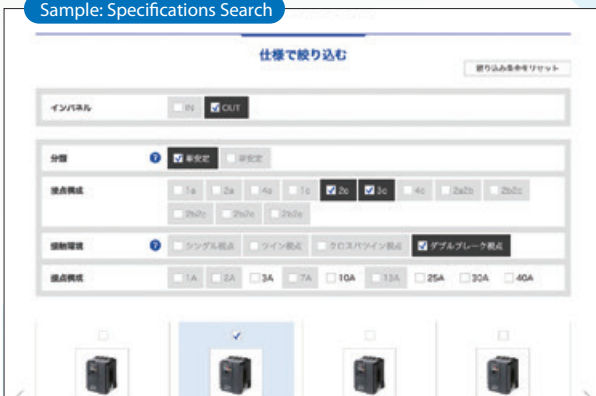 Sample: Specifications Search
仕様で絞り込む
絞り込み条件をリセット
インパネル IN OUT
分類 単安定 双安定
接点構成 1a 2a 4a 1c 2c 3c 4c 2a2b 2b2c
接触環境 シングル接点 ツイン接点 クロスバツイン接点 ダブルブレーク接点
接点構成 1A 2A 3A 7A 10A 13A 25A 30A 40A